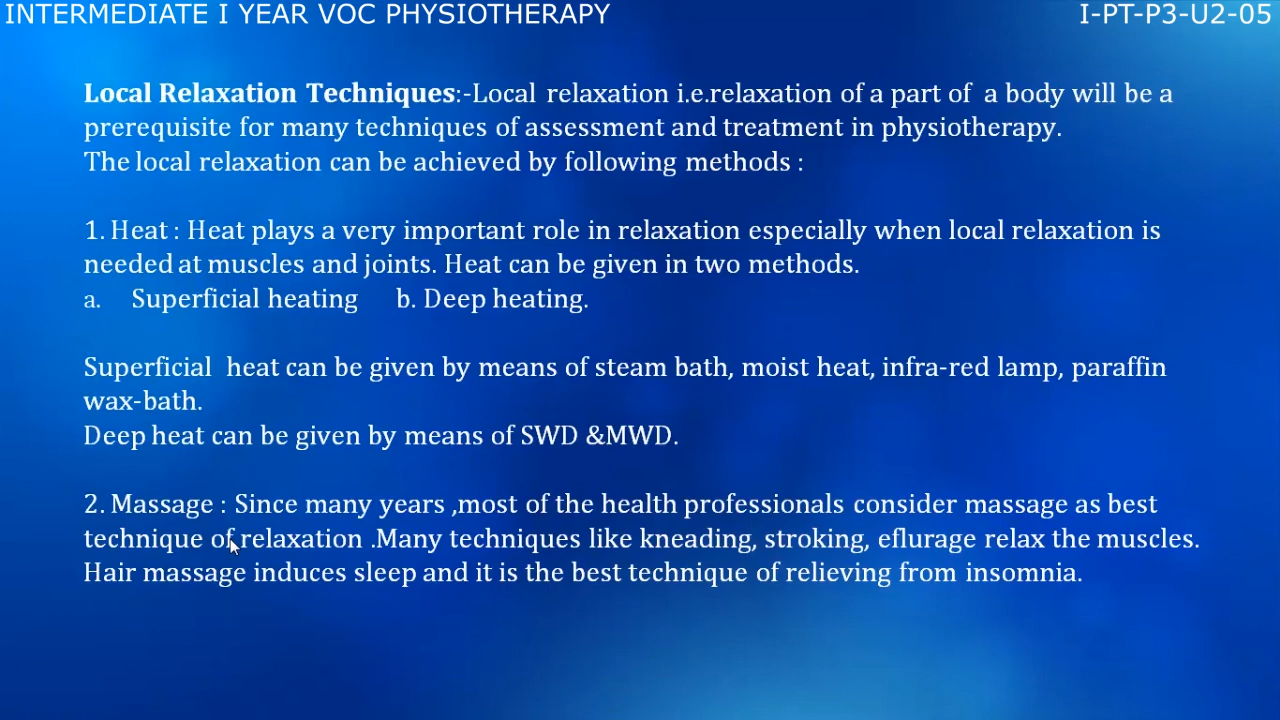 INTERMEDIATE I YEAR VOC PHYSIOTHERAPY
I-PT-P3-U2-05
Local Relaxation Techniques:-Local relaxation i.e.relaxation of a part of a body will be a
prerequisite for many techniques of assessment and treatment in physiotherapy.
The local relaxation can be achieved by following methods :
1. Heat : Heat plays a very important role in relaxation especially when local relaxation is
needed at muscles and joints. Heat can be given in two methods.
a. Superficial heating b. Deep heating.
Superficial heat can be given by means of steam bath, moist heat, infra-red lamp, paraffin
wax-bath.
Deep heat can be given by means of SWD &MWD.
2. Massage : Since many years ,most of the health professionals consider massage as best
technique of relaxation .Many techniques like kneading, stroking, eflurage relax the muscles.
Hair massage induces sleep and it is the best technique of relieving from insomnia.